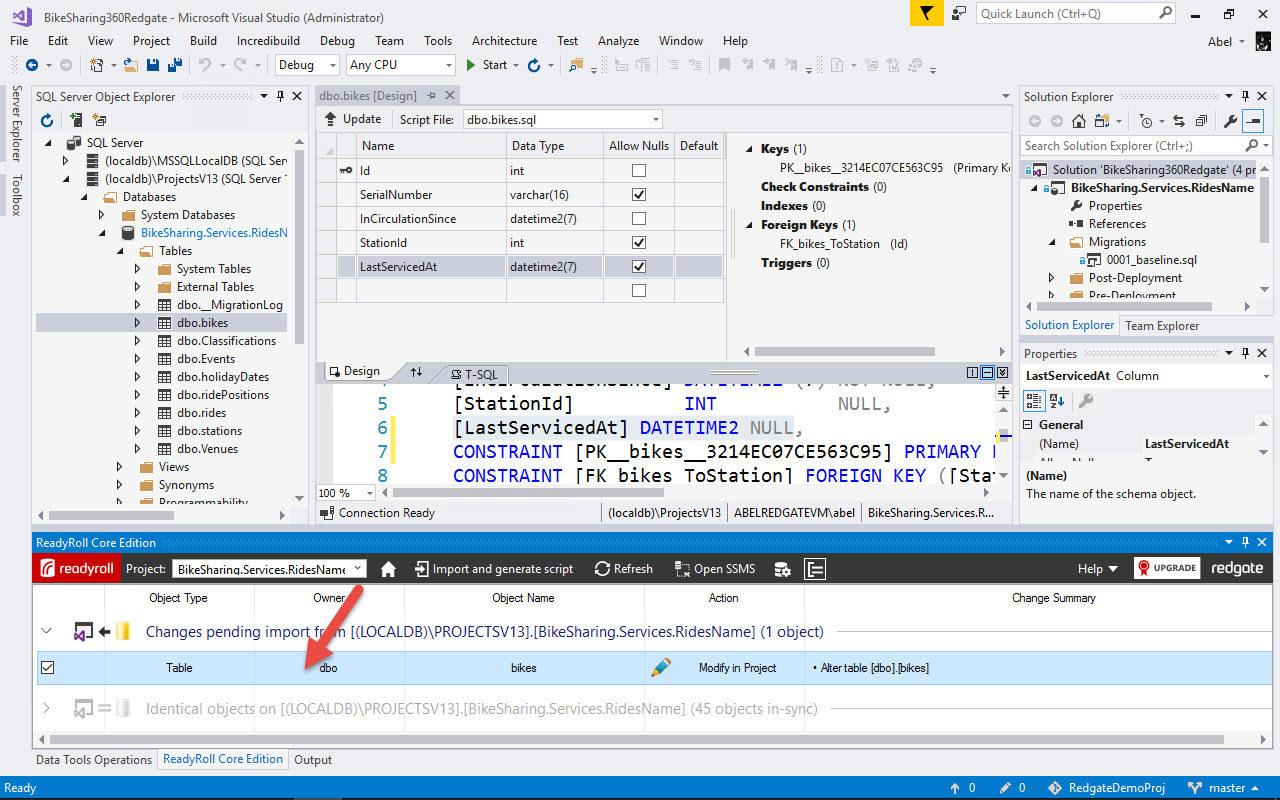 BikeSharing360Redgate - Microsoft Visual Studio (Administrator)
Quick Launch (Ctrl+Q)
File Edit View Project Build Incredibuild Debug Team Tools Architecture Test Analyze Window Help
Abel
Debug Any CPU Start
Server Explorer
Toolbox
SQL Server Object Explorer
SQL Server
(localdb)\MSSQLLocalDB (SQL Serv
(localdb)\ProjectsV13 (SQL Server
Databases
System Databases
BikeSharing.Services.RidesN
Tables
System Tables
External Tables
dbo.__MigrationLog
dbo.bikes
dbo.Classifications
dbo.Events
dbo.holidayDates
dbo.ridePositions
dbo.rides
dbo.stations
dbo.Venues
Views
Synonyms
Programmability
dbo.bikes [Design]
Update Script File: dbo.bikes.sql
Name Data Type Allow Nulls Default
Id int
SerialNumber varchar(16)
InCirculationSince datetime2(7)
StationId int
LastServicedAt datetime2(7)
Keys (1)
PK__bikes__3214EC07CE563C95 (Primary Ke
Check Constraints (0)
Indexes (0)
Foreign Keys (1)
FK_bikes_ToStation (Id)
Triggers (0)
Design T-SQL
4 [InCirculationSince] DATETIME2 (7) NOT NULL,
5 [StationId] INT NULL,
6 [LastServicedAt] DATETIME2 NULL,
7 CONSTRAINT [PK__bikes__3214EC07CE563C95] PRIMARY
8 CONSTRAINT [FK_bikes_ToStation] FOREIGN KEY ([Stat
100 %
Connection Ready (localdb)\ProjectsV13 ABELREDGATEVM\abel BikeSharing.Services.R...
Solution Explorer
Search Solution Explorer (Ctrl+;)
Solution 'BikeSharing360Redgate' (4 pr
BikeSharing.Services.RidesName
Properties
References
Migrations
0001_baseline.sql
Post-Deployment
Pre-Deployment
Solution Explorer Team Explorer
Properties
LastServicedAt Column
General
(Name) LastServicedAt
(Name)
The name of the schema object.
ReadyRoll Core Edition
readyroll Project: BikeSharing.Services.RidesName Import and generate script Refresh Open SSMS Help UPGRADE redgate
Object Type Owner Object Name Action Change Summary
Changes pending import from [(LOCALDB)\PROJECTSV13].[BikeSharing.Services.RidesName] (1 object)
Table dbo bikes Modify in Project • Alter table [dbo].[bikes]
Identical objects on [(LOCALDB)\PROJECTSV13].[BikeSharing.Services.RidesName] (45 objects in-sync)
Data Tools Operations ReadyRoll Core Edition Output
Ready 0 0 RedgateDemoProj master